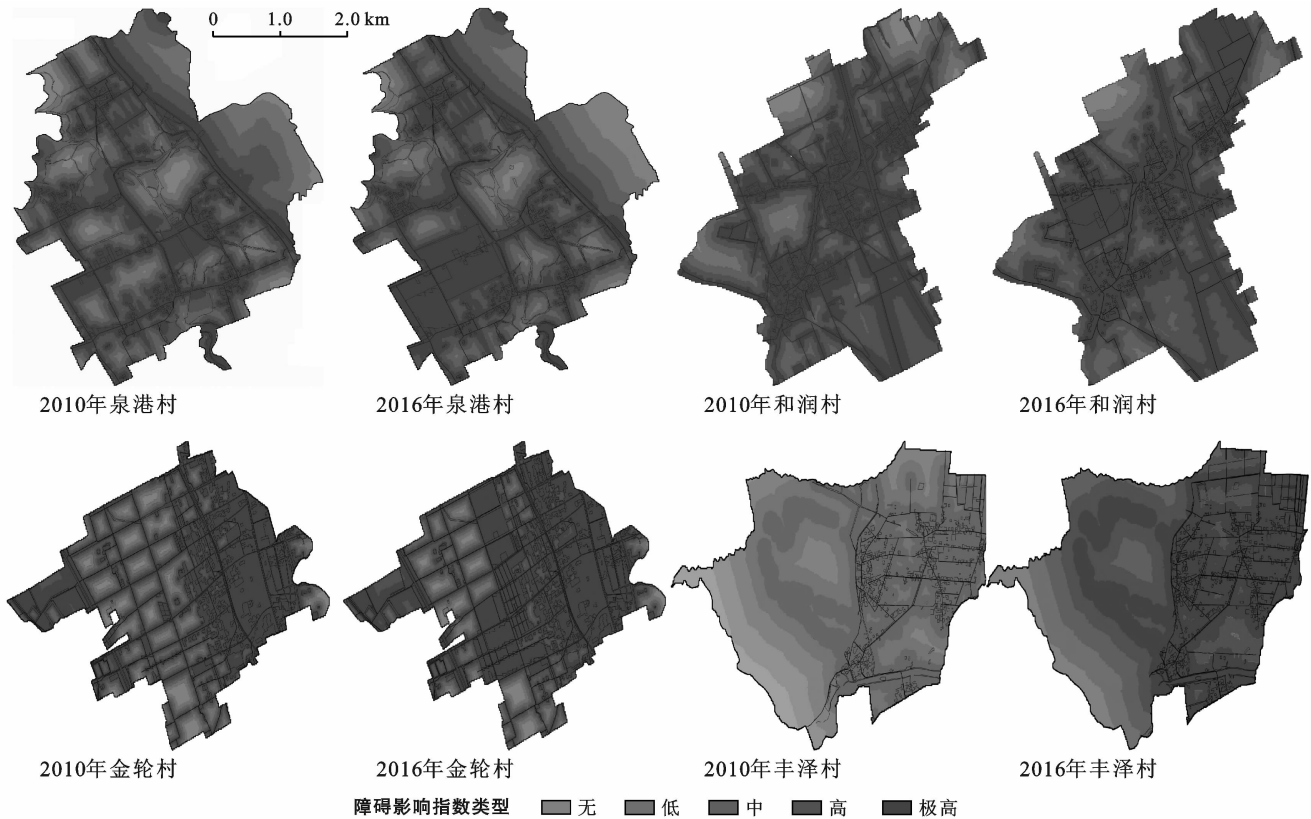 0 1.0 2.0 km
2010年泉港村 2016年泉港村 2010年和润村 2016年和润村
2010年金轮村 2016年金轮村 2010年丰泽村 2016年丰泽村
障碍影响指数类型 无 低 中 高 极高